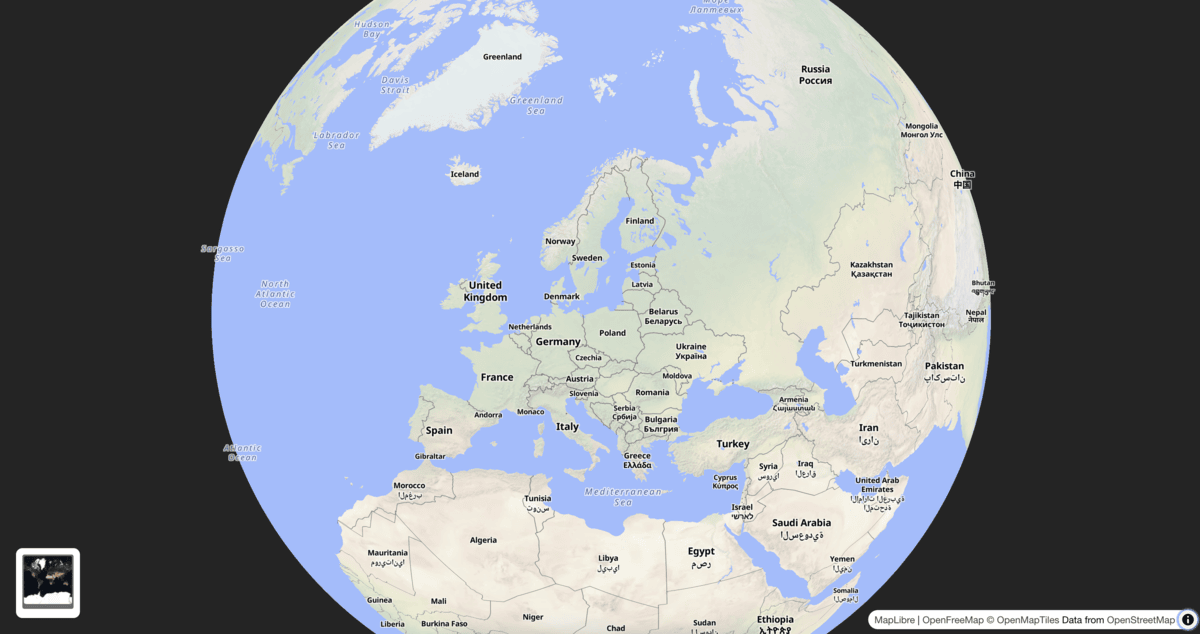 Hudson
Bay
Море
Лаптевых
Greenland
Davis
Strait
Greenland
Sea
Labrador
Sea
Russia
Россия
Mongolia
Монгол Улс
China
中国
Iceland
Finland
Norway
Sweden
Estonia
Latvia
Sargasso
Sea
North
Atlantic
Ocean
United
Kingdom
Denmark
Kazakhstan
Қазақстан
Bhutan
Belarus
Беларусь
Netherlands
Poland
Germany
Ukraine
Україна
Tajikistan
Тоҷикистон
Nepal
नेपाल
Czechia
Turkmenistan
Pakistan
پاکستان
France
Austria
Moldova
Slovenia
Romania
Armenia
Հայաստան
Monaco
Andorra
Serbia
Србија
Bulgaria
България
Italy
Spain
Iran
ایران
Turkey
Gibraltar
Greece
Ελλάδα
Atlantic
Ocean
Syria
سوريا
Iraq
العراق
Cyprus
Κύπρος
United Arab
Emirates
الإمارات العربية
المتحدة
Morocco
المغرب
Tunisia
تونس
Mediterranean
Sea
Israel
ישראל
Saudi Arabia
السعودية
Algeria
Mauritania
موريتانيا
Libya
ليبيا
Egypt
مصر
Yemen
اليمن
Somalia
الصومال
Guinea
Mali
Liberia
Burkina Faso
Niger
Chad
Sudan
السودان
Ethiopia
ኢትዮጵያ
MapLibre | OpenFreeMap © OpenMapTiles Data from OpenStreetMap